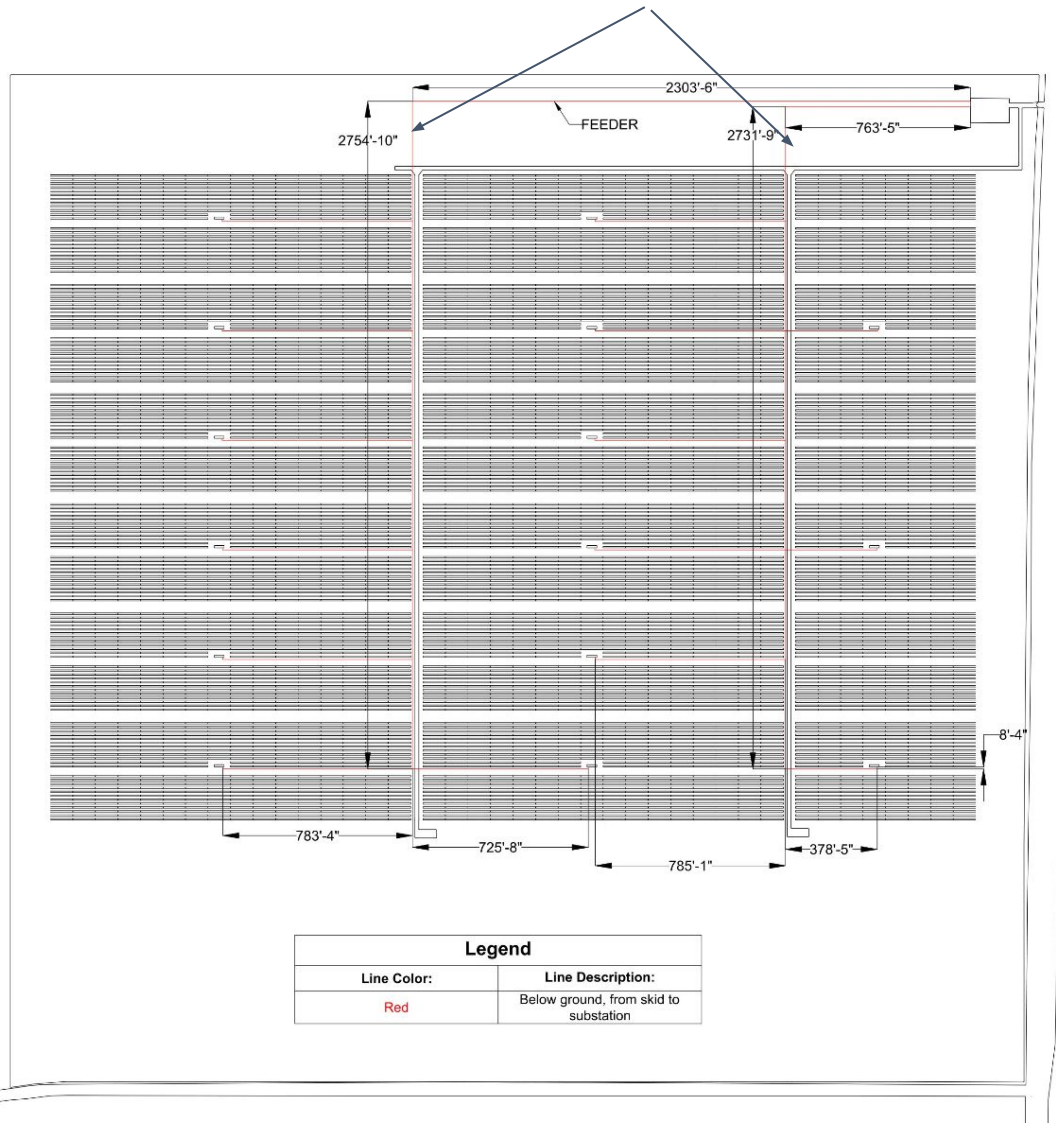 2303'-6"
FEEDER
2754'-10"
2731'-9"
763'-5"
8'-4"
783'-4"
725'-8"
785'-1"
378'-5"
Legend
Line Color:
Line Description:
Red
Below ground, from skid to
substation